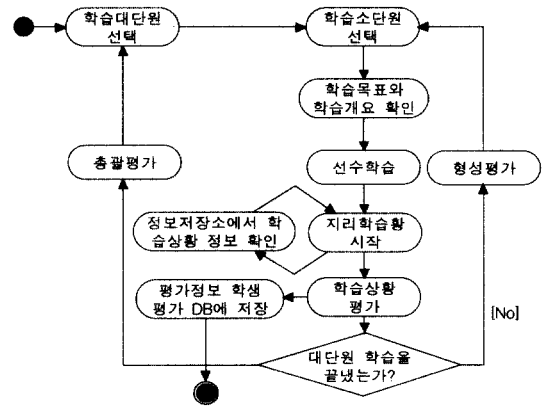 학습대단원
선택
학습소단원
선택
학습목표와
학습개요 확인
총괄평가
선수학습
형성평가
정보저장소에서 학
습상황 정보 확인
지리학습황
시작
평가정보 학생
평가 DB에 저장
학습상황
평가
[No]
대단원 학습을
끝냈는가?